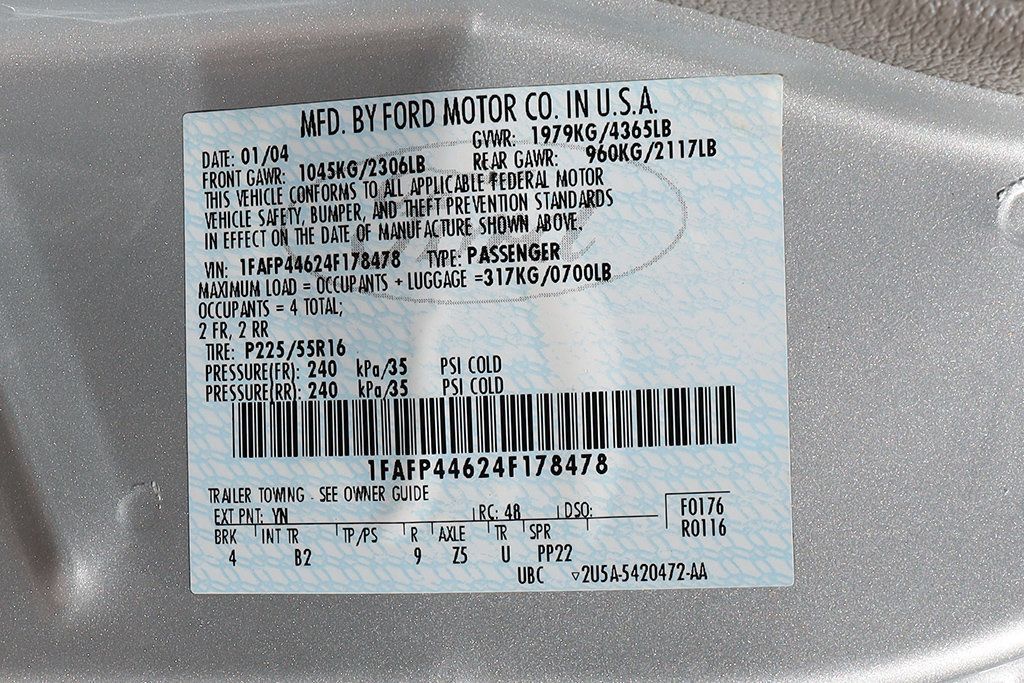 MFD. BY FORD MOTOR CO. IN U.S.A.
DATE: 01/04 GVWR: 1979KG/4365LB
FRONT GAWR: 1045KG/2306LB REAR GAWR: 960KG/2117LB
THIS VEHICLE CONFORMS TO ALL APPLICABLE FEDERAL MOTOR
VEHICLE SAFETY, BUMPER, AND THEFT PREVENTION STANDARDS
IN EFFECT ON THE DATE OF MANUFACTURE SHOWN ABOVE.
VIN: 1FAFP44624F178478 TYPE: PASSENGER
MAXIMUM LOAD = OCCUPANTS + LUGGAGE =317KG/0700LB
OCCUPANTS = 4 TOTAL;
2 FR, 2 RR
TIRE: P225/55R16
PRESSURE(FR): 240 kPa/35 PSI COLD
PRESSURE(RR): 240 kPa/35 PSI COLD
1FAFP44624F178478
TRAILER TOWING - SEE OWNER GUIDE
EXT PNT: YN RC: 48 DSO: F0176
BRK INT TR TP/PS R AXLE TR SPR R0116
4 B2 9 Z5 U PP22
UBC ▽2U5A-5420472-AA